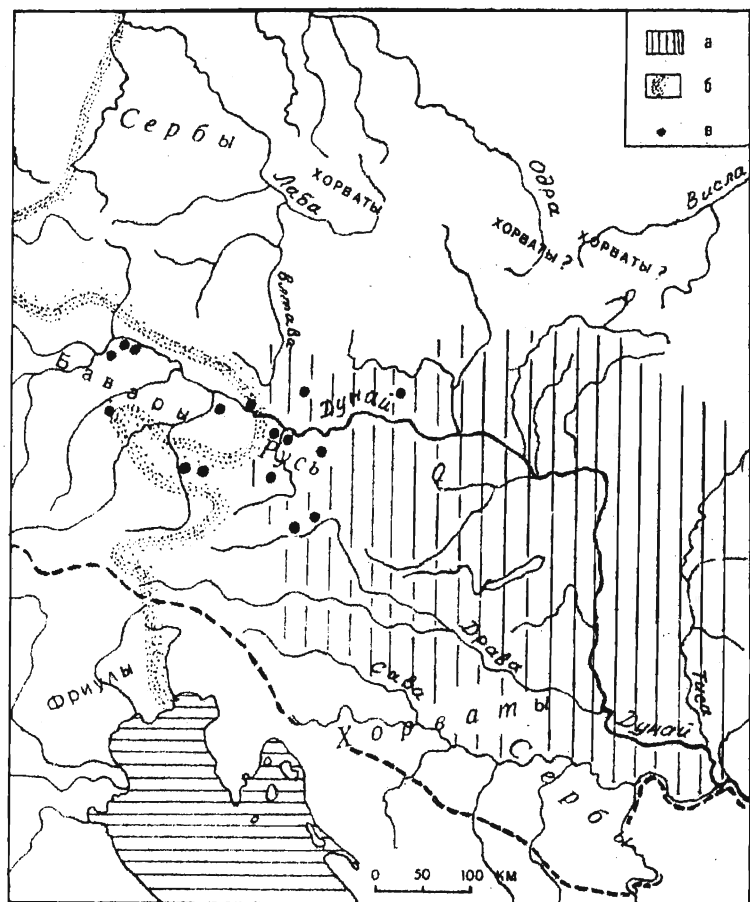 а
б
в
Сербы
Лаба
ХОРВАТЫ
Одра
Висла
ХОРВАТЫ?
ХОРВАТЫ?
Влтава
Бавары
Дунай
Русь
Драва
Сава
Тиса
Фриулы
Хорваты
Дунай
Сербы
0 50 100 КМ